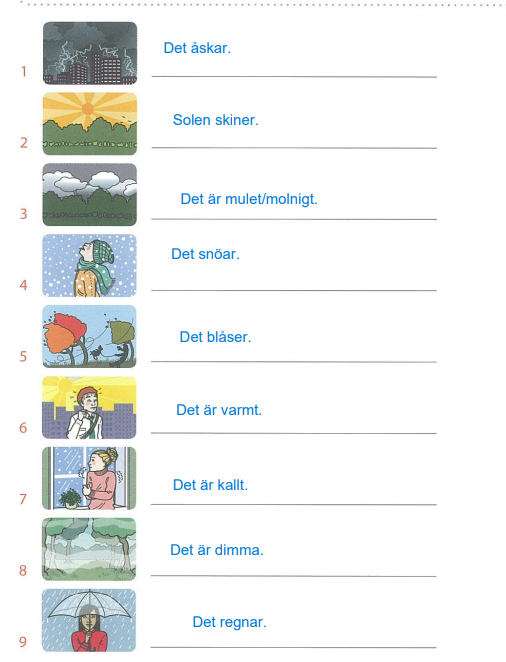 1 Det åskar.
2 Solen skiner.
3 Det är mulet/molnigt.
4 Det snöar.
5 Det blåser.
6 Det är varmt.
7 Det är kallt.
8 Det är dimma.
9 Det regnar.